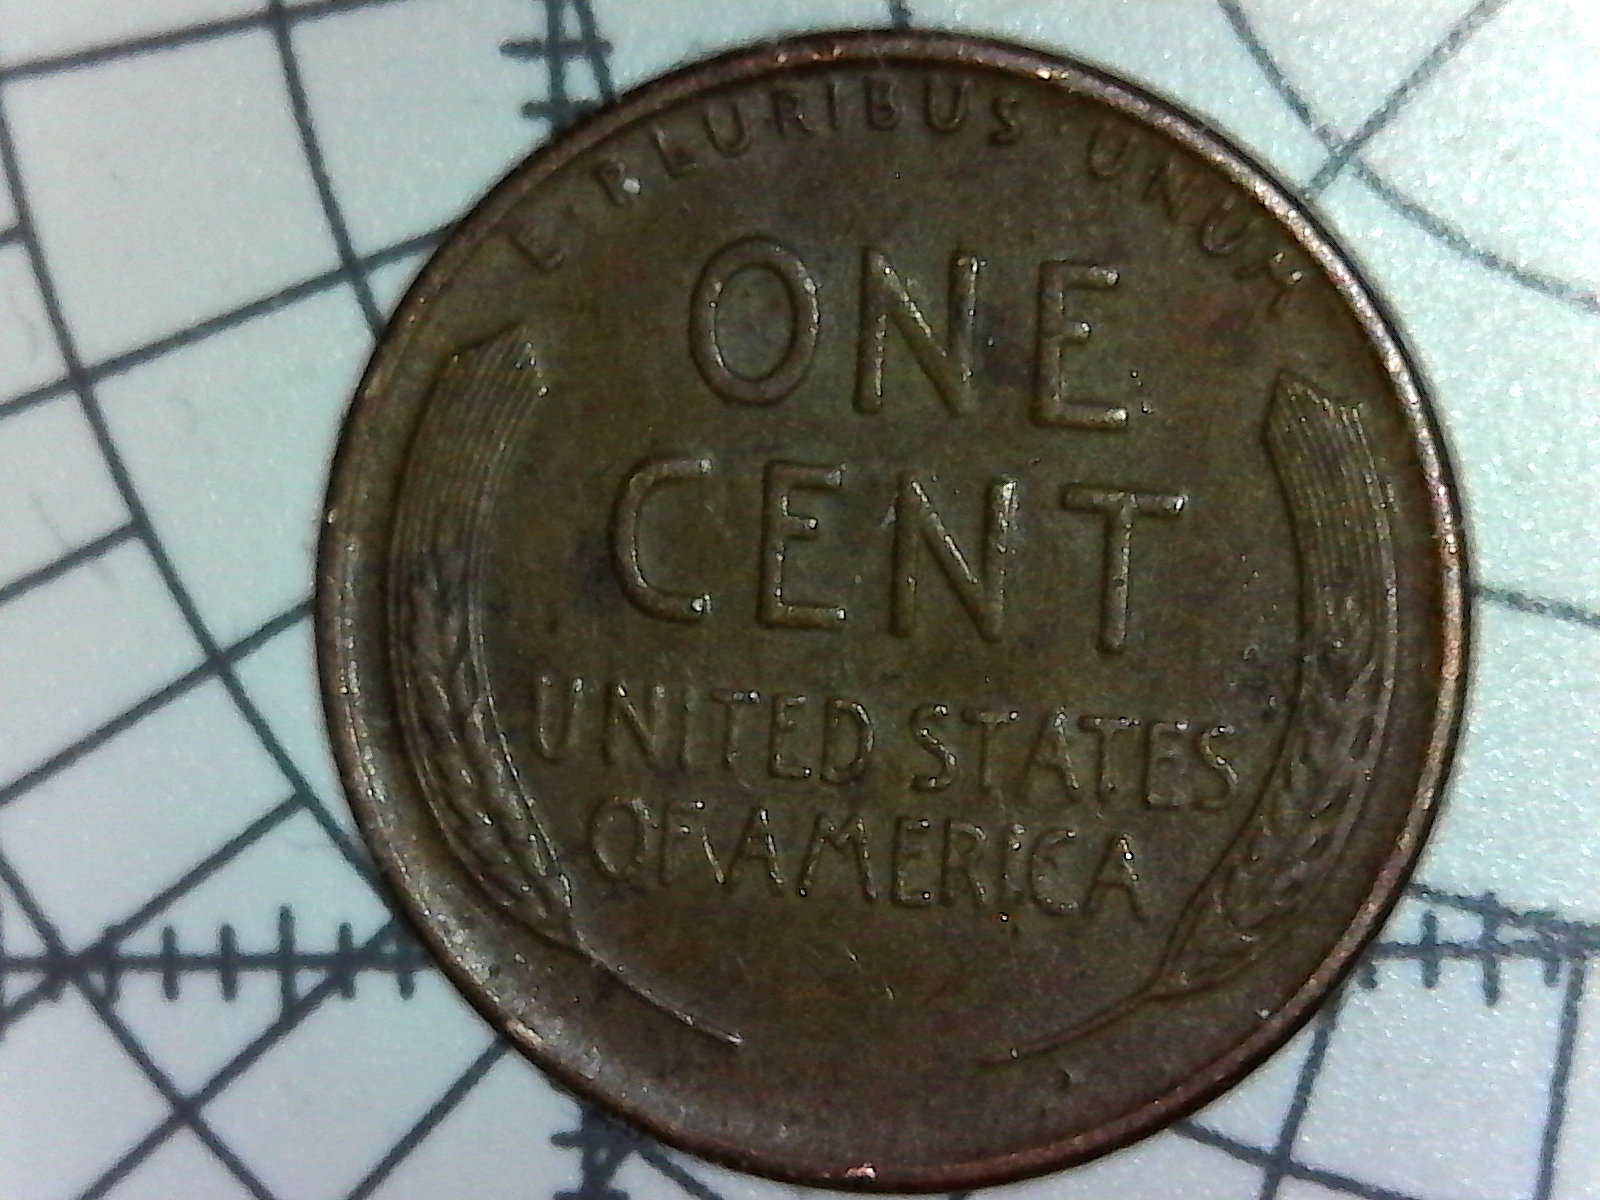 E·PLURIBUS·UNUM
ONE
CENT
UNITED STATES
OF AMERICA